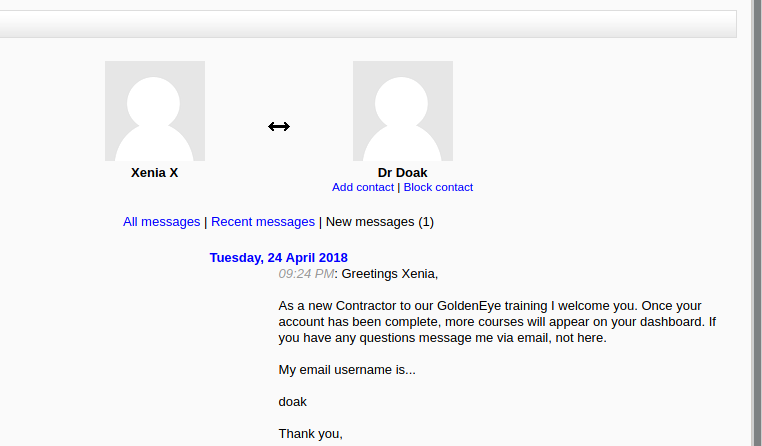 Xenia X
Dr Doak
Add contact | Block contact
All messages | Recent messages | New messages (1)
Tuesday, 24 April 2018
09:24 PM: Greetings Xenia,
As a new Contractor to our GoldenEye training I welcome you. Once your
account has been complete, more courses will appear on your dashboard. If
you have any questions message me via email, not here.
My email username is...
doak
Thank you,